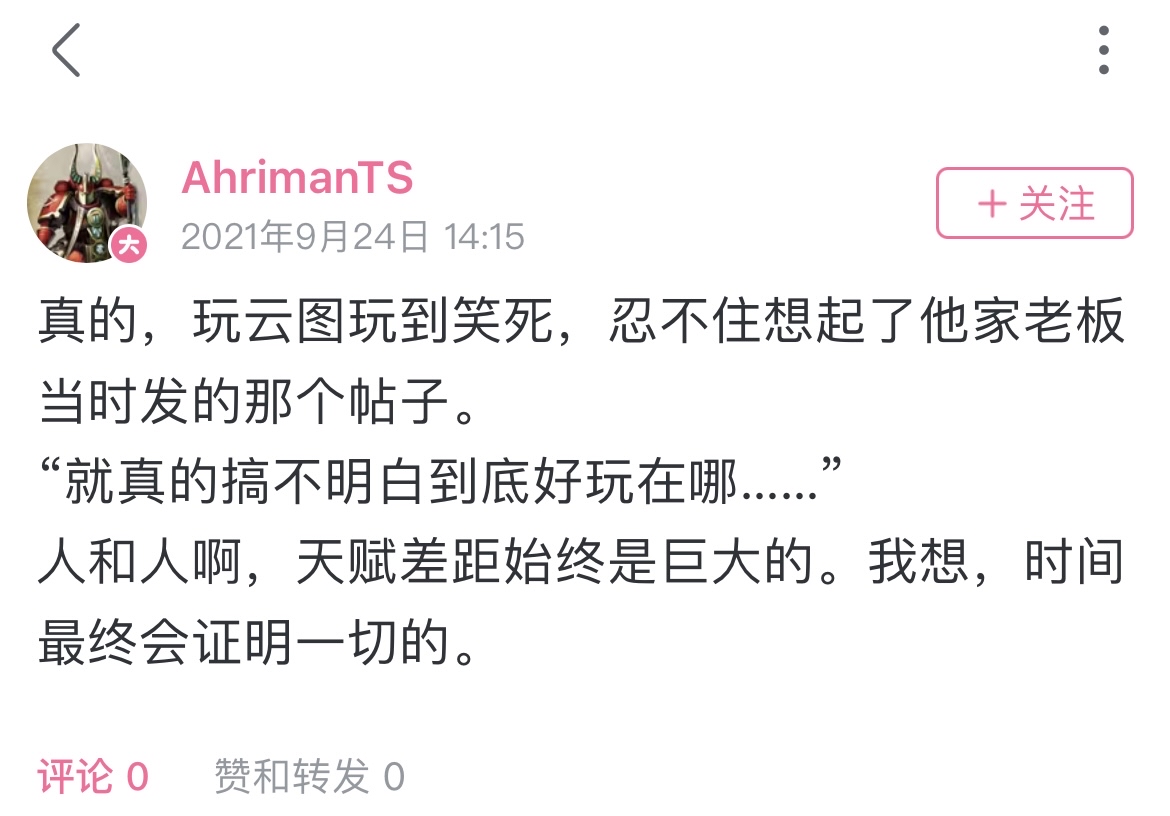 AhrimanTS
2021年9月24日 14:15
大
+ 关注
真的，玩云图玩到笑死，忍不住想起了他家老板
当时发的那个帖子。
“就真的搞不明白到底好玩在哪......”
人和人啊，天赋差距始终是巨大的。我想，时间
最终会证明一切的。
评论 0 赞和转发 0